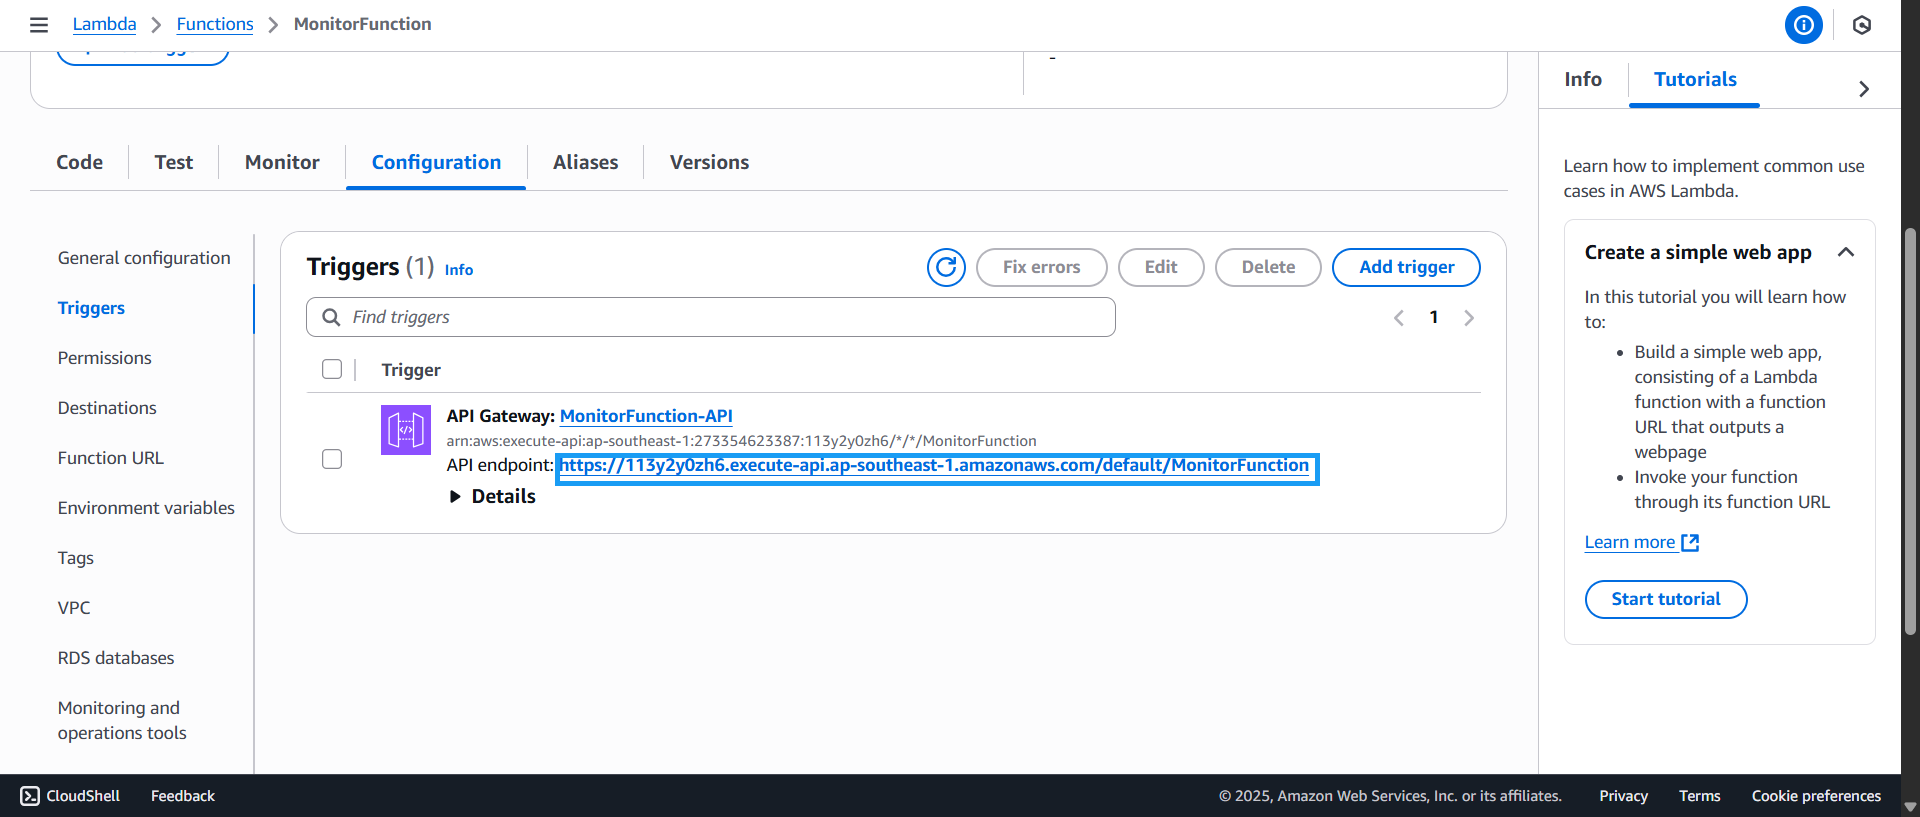 Lambda > Functions > MonitorFunction
-
Code Test Monitor Configuration Aliases Versions
General configuration
Triggers
Permissions
Destinations
Function URL
Environment variables
Tags
VPC
RDS databases
Monitoring and
operations tools
Triggers (1) Info
Fix errors Edit Delete Add trigger
Find triggers
1
Trigger
API Gateway: MonitorFunction-API
arn:aws:execute-api:ap-southeast-1:273354623387:113y2y0zh6/*/*/MonitorFunction
API endpoint: https://113y2y0zh6.execute-api.ap-southeast-1.amazonaws.com/default/MonitorFunction
Details
Info Tutorials
Learn how to implement common use
cases in AWS Lambda.
Create a simple web app
In this tutorial you will learn how
to:
• Build a simple web app,
consisting of a Lambda
function with a function
URL that outputs a
webpage
• Invoke your function
through its function URL
Learn more
Start tutorial
CloudShell Feedback © 2025, Amazon Web Services, Inc. or its affiliates. Privacy Terms Cookie preferences